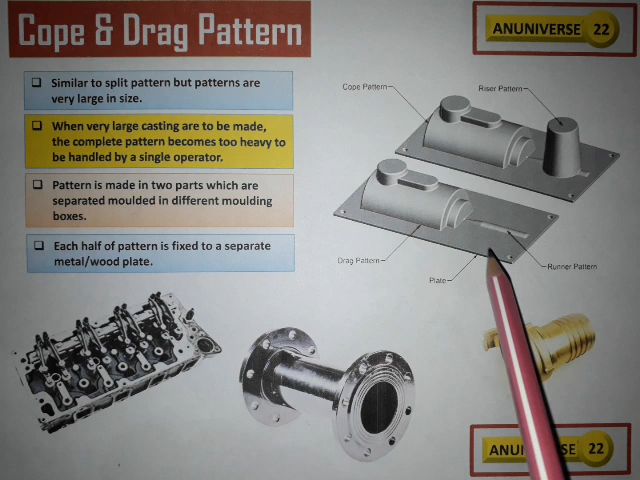 Cope & Drag Pattern
ANUNIVERSE 22
Similar to split pattern but patterns are
very large in size.
When very large casting are to be made,
the complete pattern becomes too heavy to
be handled by a single operator.
Pattern is made in two parts which are
separated moulded in different moulding
boxes.
Each half of pattern is fixed to a separate
metal/wood plate.
Cope Pattern
Riser Pattern
Drag Pattern
Plate
Runner Pattern
ANU SE 22